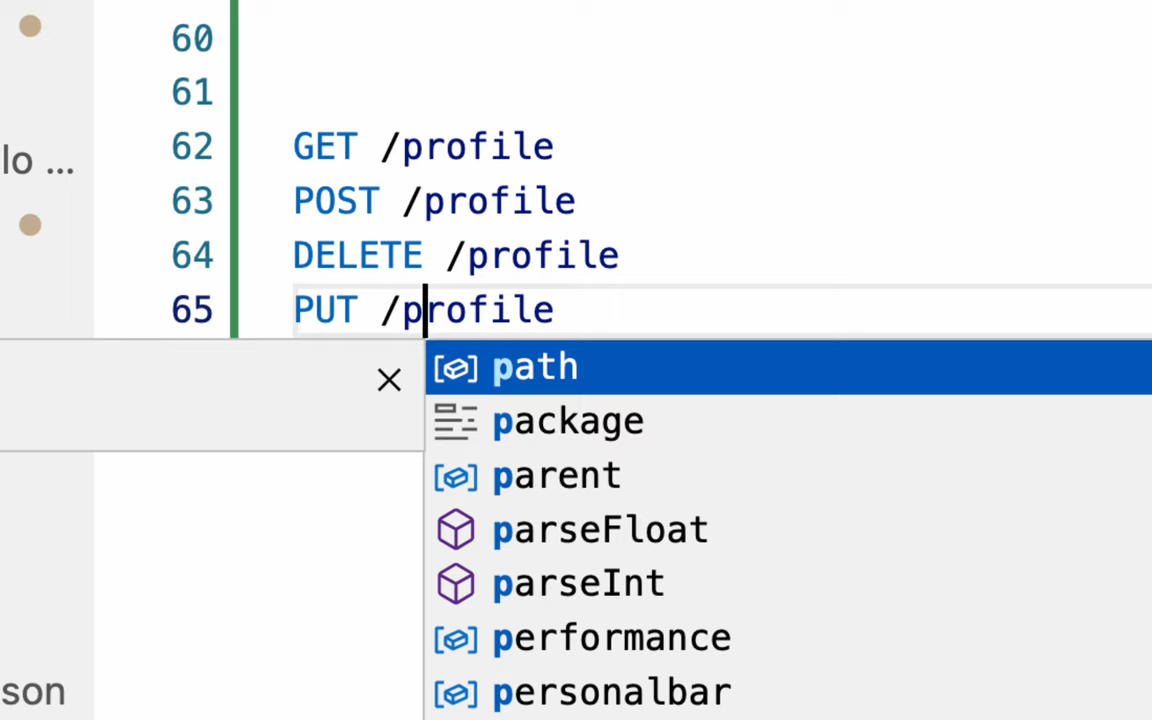 60
61
lo ...
62 GET /profile
63 POST /profile
64 DELETE /profile
65 PUT /profile
path
package
parent
parseFloat
parseInt
performance
personalbar
son